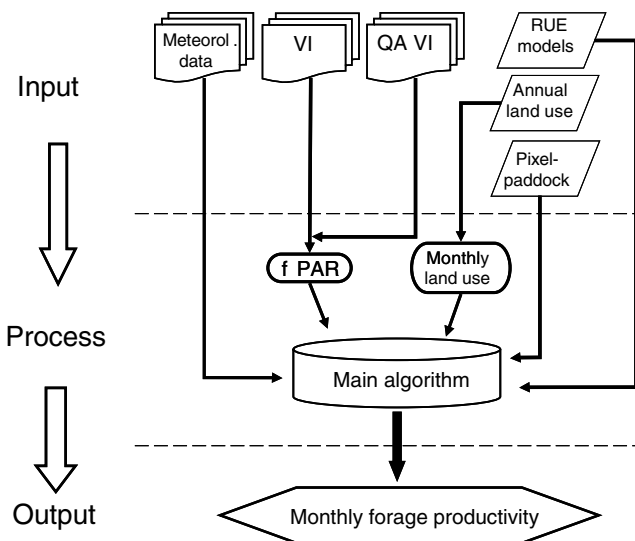 Input
Process
Output
Meteorol .
data
VI
QA VI
RUE
models
Annual
land use
Pixel-
paddock
f PAR
Monthly
land use
Main algorithm
Monthly forage productivity